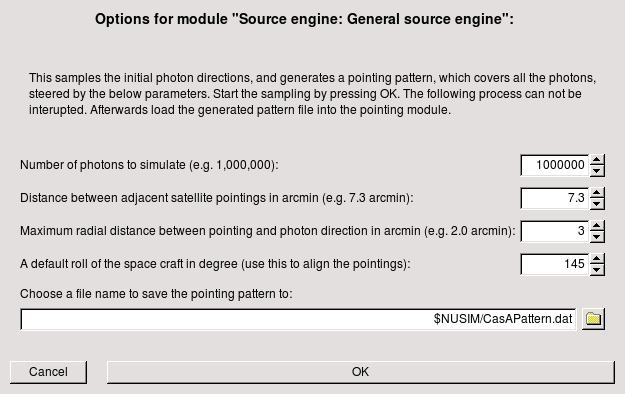 Options for module "Source engine: General source engine":
This samples the initial photon directions, and generates a pointing pattern, which covers all the photons,
steered by the below parameters. Start the sampling by pressing OK. The following process can not be
interupted. Afterwards load the generated pattern file into the pointing module.
Number of photons to simulate (e.g. 1,000,000): 1000000
Distance between adjacent satellite pointings in arcmin (e.g. 7.3 arcmin): 7.3
Maximum radial distance between pointing and photon direction in arcmin (e.g. 2.0 arcmin): 3
A default roll of the space craft in degree (use this to align the pointings): 145
Choose a file name to save the pointing pattern to:
$NUSIM/CasAPattern.dat
Cancel OK